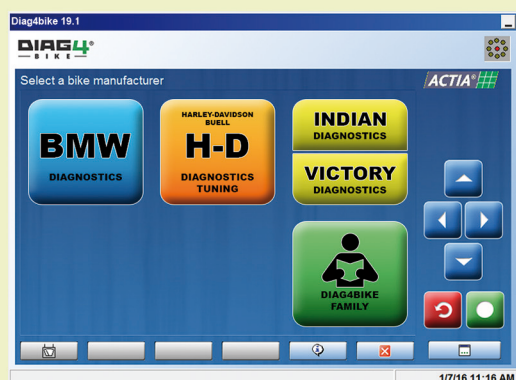 Diag4bike 19.1
DIAG4®
BIKE
Select a bike manufacturer
ACTIA®
BMW
DIAGNOSTICS
HARLEY-DAVIDSON
BUELL
H-D
DIAGNOSTICS
TUNING
INDIAN
DIAGNOSTICS
VICTORY
DIAGNOSTICS
DIAG4BIKE
FAMILY
1/7/16 11:16 AM